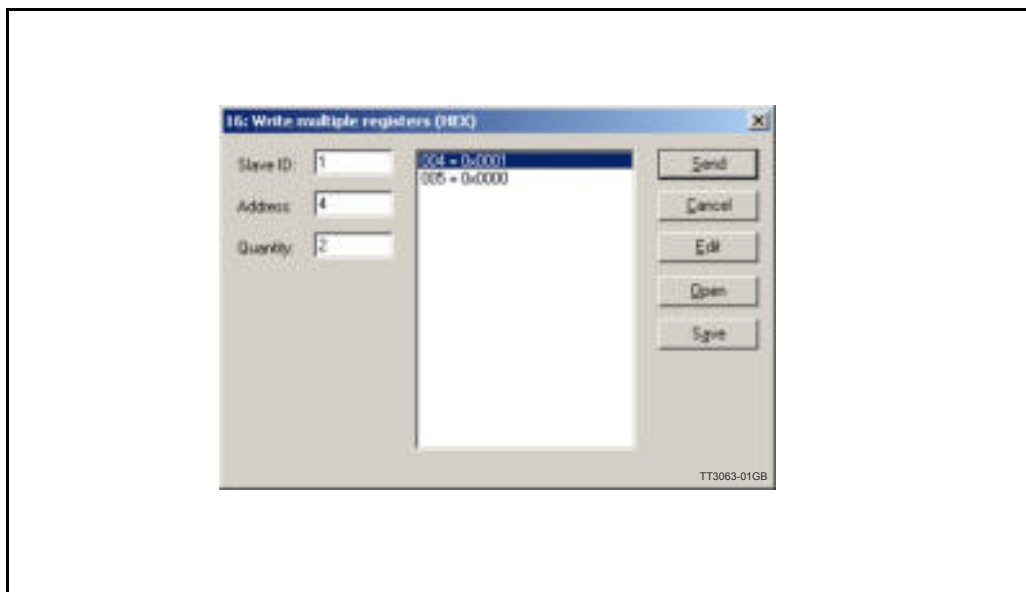 16: Write multiple registers (HEX)
Slave ID: 1
Address: 4
Quantity: 2
004 = 0x0001
005 = 0x0000
Send
Cancel
Edit
Open
Save
TT3063-01GB